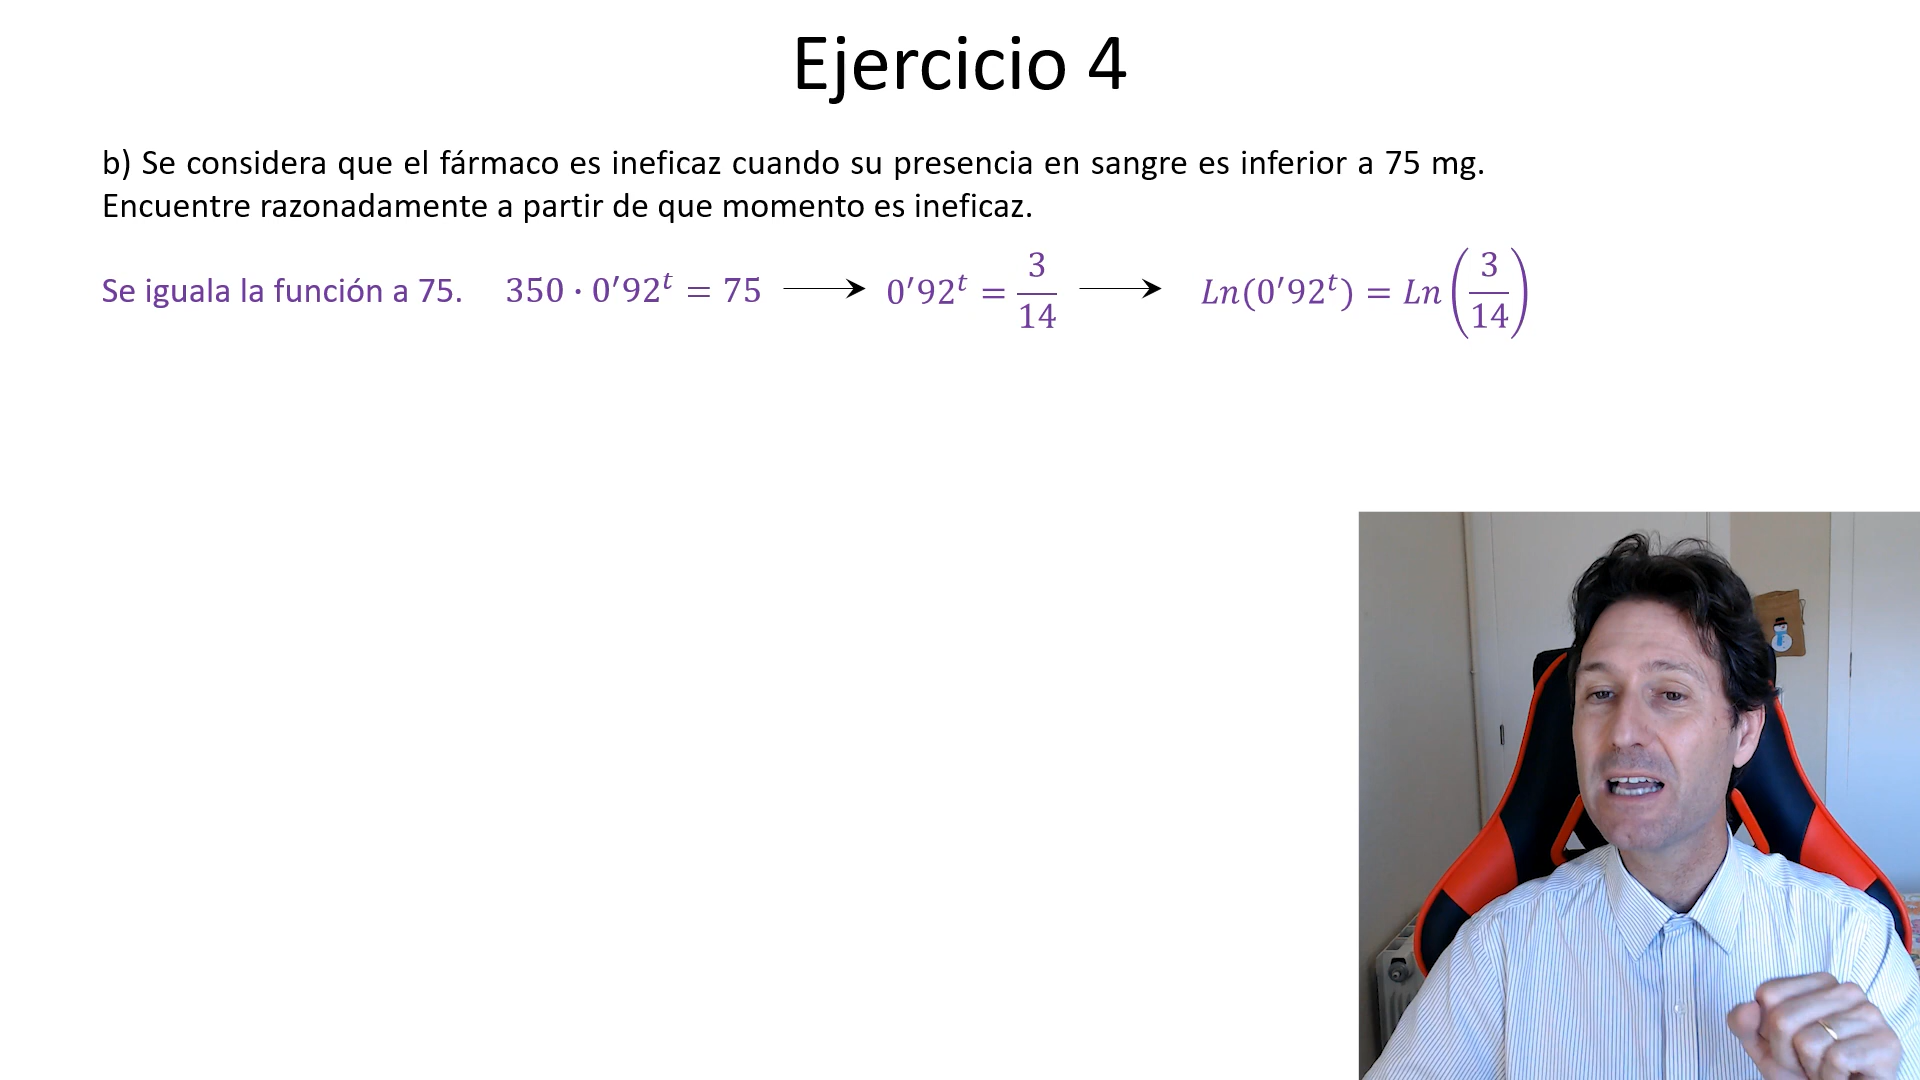 Ejercicio 4
b) Se considera que el fármaco es ineficaz cuando su presencia en sangre es inferior a 75 mg.
Encuentre razonadamente a partir de que momento es ineficaz.
Se iguala la función a 75. 350 · 0′92^t = 75 ⟶ 0′92^t = 3/14 ⟶ Ln(0′92^t) = Ln(3/14)